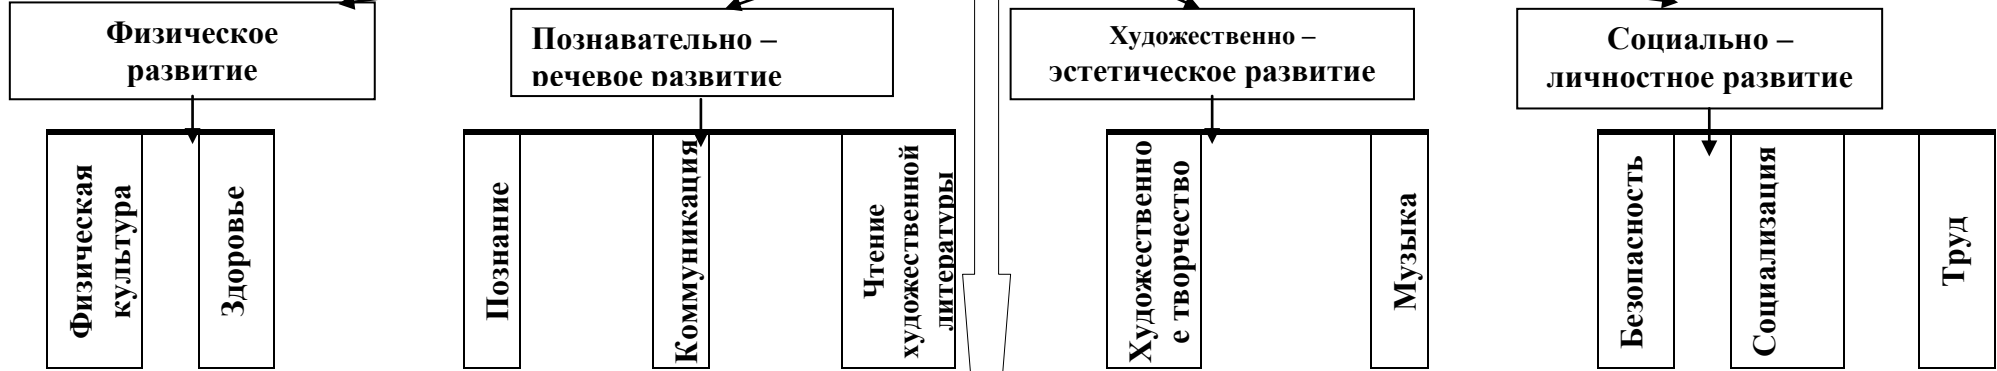 Физическое
развитие
Познавательно –
речевое развитие
Художественно –
эстетическое развитие
Социально –
личностное развитие
Физическая
культура
Здоровье
Познание
Коммуникация
Чтение
художественной
литературы
Художественно
е творчество
Музыка
Безопасность
Социализация
Труд